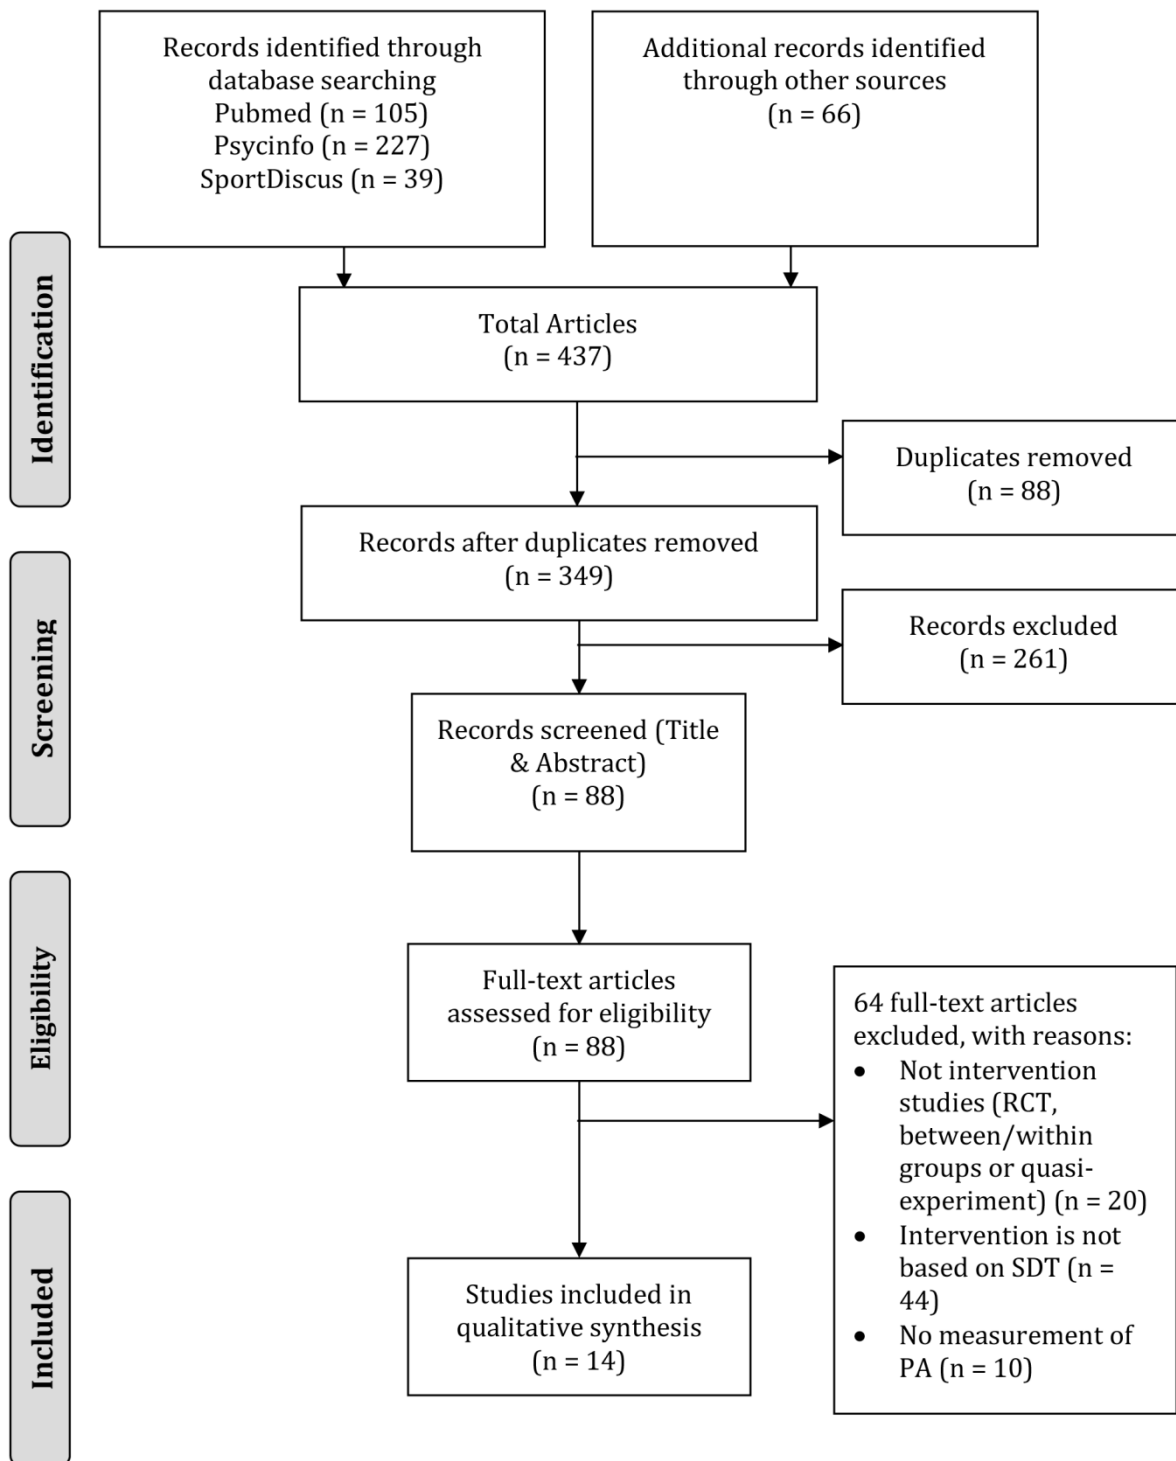 Records identified through
database searching
Pubmed (n = 105)
Psycinfo (n = 227)
SportDiscus (n = 39)
Additional records identified
through other sources
(n = 66)
Identification
Total Articles
(n = 437)
Duplicates removed
(n = 88)
Records after duplicates removed
(n = 349)
Screening
Records excluded
(n = 261)
Records screened (Title
& Abstract)
(n = 88)
Eligibility
Full-text articles
assessed for eligibility
(n = 88)
64 full-text articles
excluded, with reasons:
• Not intervention
studies (RCT,
between/within
groups or quasi-
experiment) (n = 20)
• Intervention is not
based on SDT (n =
44)
• No measurement of
PA (n = 10)
Included
Studies included in
qualitative synthesis
(n = 14)